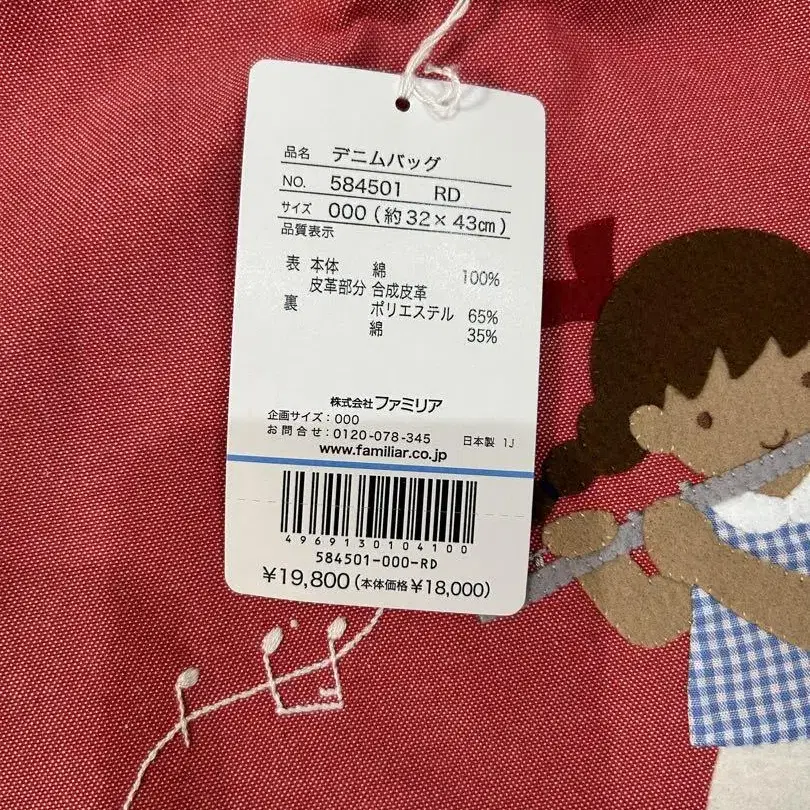 品名 デニムバッグ
NO. 584501 RD
サイズ 000(約32×43㎝)
品質表示
表 本体 綿 100%
皮革部分 合成皮革
裏 ポリエステル 65%
綿 35%
株式会社ファミリア
企画サイズ:000
お問合せ:0120-078-345 日本製 1J
www.familiar.co.jp
4969130104100
584501-000-RD
¥19,800(本体価格¥18,000)